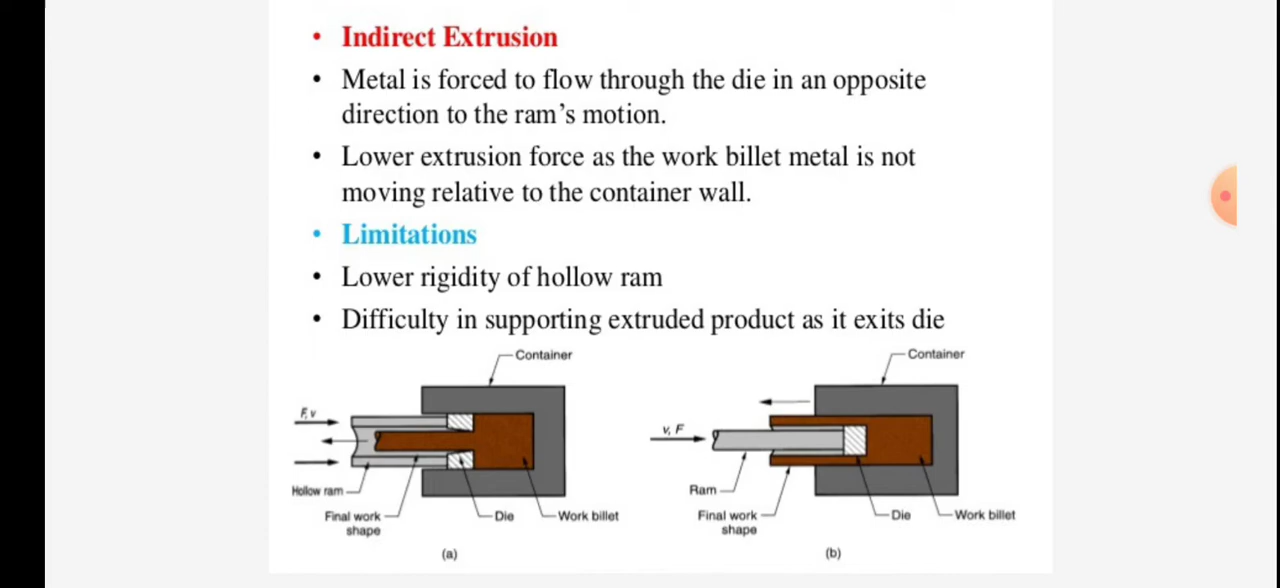 • Indirect Extrusion
• Metal is forced to flow through the die in an opposite
direction to the ram’s motion.
• Lower extrusion force as the work billet metal is not
moving relative to the container wall.
• Limitations
• Lower rigidity of hollow ram
• Difficulty in supporting extruded product as it exits die
Container
F, v
Hollow ram
Final work
shape
Die
Work billet
(a)
Container
v, F
Ram
Final work
shape
Die
Work billet
(b)